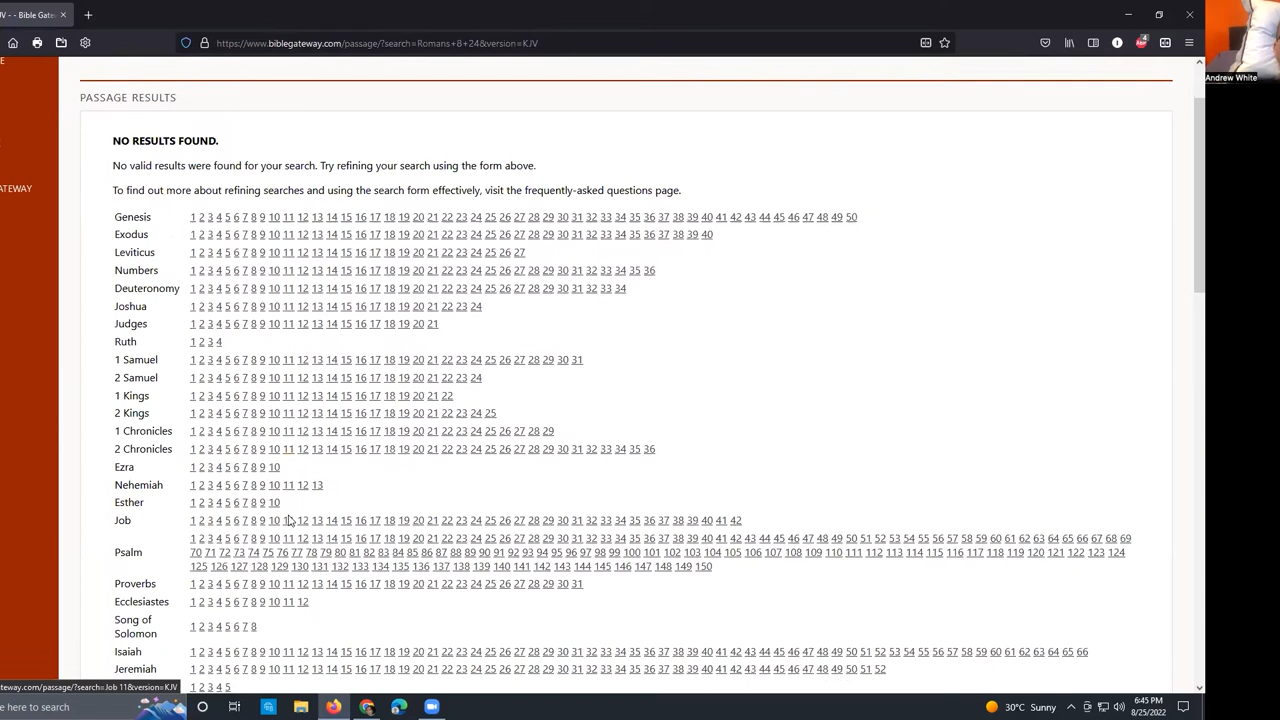 V - - Bible Gate
https://www.biblegateway.com/passage/?search=Romans+8+24&version=KJV
Andrew White
E
PASSAGE RESULTS
NO RESULTS FOUND.
No valid results were found for your search. Try refining your search using the form above.
ATEWAY
To find out more about refining searches and using the search form effectively, visit the frequently-asked questions page.
Genesis 1 2 3 4 5 6 7 8 9 10 11 12 13 14 15 16 17 18 19 20 21 22 23 24 25 26 27 28 29 30 31 32 33 34 35 36 37 38 39 40 41 42 43 44 45 46 47 48 49 50
Exodus 1 2 3 4 5 6 7 8 9 10 11 12 13 14 15 16 17 18 19 20 21 22 23 24 25 26 27 28 29 30 31 32 33 34 35 36 37 38 39 40
Leviticus 1 2 3 4 5 6 7 8 9 10 11 12 13 14 15 16 17 18 19 20 21 22 23 24 25 26 27
Numbers 1 2 3 4 5 6 7 8 9 10 11 12 13 14 15 16 17 18 19 20 21 22 23 24 25 26 27 28 29 30 31 32 33 34 35 36
Deuteronomy 1 2 3 4 5 6 7 8 9 10 11 12 13 14 15 16 17 18 19 20 21 22 23 24 25 26 27 28 29 30 31 32 33 34
Joshua 1 2 3 4 5 6 7 8 9 10 11 12 13 14 15 16 17 18 19 20 21 22 23 24
Judges 1 2 3 4 5 6 7 8 9 10 11 12 13 14 15 16 17 18 19 20 21
Ruth 1 2 3 4
1 Samuel 1 2 3 4 5 6 7 8 9 10 11 12 13 14 15 16 17 18 19 20 21 22 23 24 25 26 27 28 29 30 31
2 Samuel 1 2 3 4 5 6 7 8 9 10 11 12 13 14 15 16 17 18 19 20 21 22 23 24
1 Kings 1 2 3 4 5 6 7 8 9 10 11 12 13 14 15 16 17 18 19 20 21 22
2 Kings 1 2 3 4 5 6 7 8 9 10 11 12 13 14 15 16 17 18 19 20 21 22 23 24 25
1 Chronicles 1 2 3 4 5 6 7 8 9 10 11 12 13 14 15 16 17 18 19 20 21 22 23 24 25 26 27 28 29
2 Chronicles 1 2 3 4 5 6 7 8 9 10 11 12 13 14 15 16 17 18 19 20 21 22 23 24 25 26 27 28 29 30 31 32 33 34 35 36
Ezra 1 2 3 4 5 6 7 8 9 10
Nehemiah 1 2 3 4 5 6 7 8 9 10 11 12 13
Esther 1 2 3 4 5 6 7 8 9 10
Job 1 2 3 4 5 6 7 8 9 10 11 12 13 14 15 16 17 18 19 20 21 22 23 24 25 26 27 28 29 30 31 32 33 34 35 36 37 38 39 40 41 42
1 2 3 4 5 6 7 8 9 10 11 12 13 14 15 16 17 18 19 20 21 22 23 24 25 26 27 28 29 30 31 32 33 34 35 36 37 38 39 40 41 42 43 44 45 46 47 48 49 50 51 52 53 54 55 56 57 58 59 60 61 62 63 64 65 66 67 68 69
Psalm 70 71 72 73 74 75 76 77 78 79 80 81 82 83 84 85 86 87 88 89 90 91 92 93 94 95 96 97 98 99 100 101 102 103 104 105 106 107 108 109 110 111 112 113 114 115 116 117 118 119 120 121 122 123 124
125 126 127 128 129 130 131 132 133 134 135 136 137 138 139 140 141 142 143 144 145 146 147 148 149 150
Proverbs 1 2 3 4 5 6 7 8 9 10 11 12 13 14 15 16 17 18 19 20 21 22 23 24 25 26 27 28 29 30 31
Ecclesiastes 1 2 3 4 5 6 7 8 9 10 11 12
Song of
Solomon 1 2 3 4 5 6 7 8
Isaiah 1 2 3 4 5 6 7 8 9 10 11 12 13 14 15 16 17 18 19 20 21 22 23 24 25 26 27 28 29 30 31 32 33 34 35 36 37 38 39 40 41 42 43 44 45 46 47 48 49 50 51 52 53 54 55 56 57 58 59 60 61 62 63 64 65 66
Jeremiah 1 2 3 4 5 6 7 8 9 10 11 12 13 14 15 16 17 18 19 20 21 22 23 24 25 26 27 28 29 30 31 32 33 34 35 36 37 38 39 40 41 42 43 44 45 46 47 48 49 50 51 52
1 2 3 4 5
ateway.com/passage/?search=Job 11&version=KJV
here to search
30°C Sunny
6:45 PM
8/25/2022